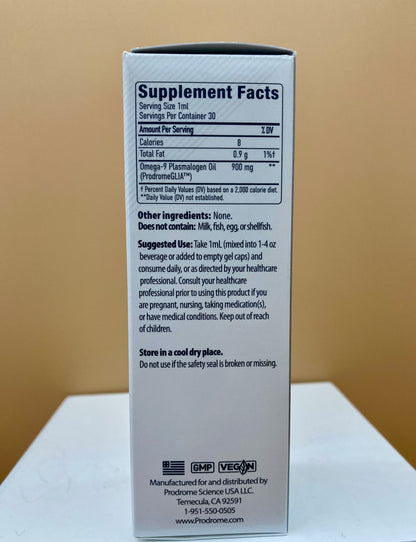 Supplement Facts
Serving Size 1ml
Servings Per Container 30
Amount Per Serving %DV
Calories 8
Total Fat 0.9 g 1%†
Omega-9 Plasmalogen Oil 900 mg **
(ProdromeGLIA™)
† Percent Daily Values (DV) based on a 2,000 calorie diet.
**Daily Value (DV) not established.
Other ingredients: None.
Does not contain: Milk, fish, egg, or shellfish.
Suggested Use: Take 1mL (mixed into 1-4 oz
beverage or added to empty gel caps) and
consume daily, or as directed by your healthcare
professional. Consult your healthcare
professional prior to using this product if you
are pregnant, nursing, taking medication(s),
or have medical conditions. Keep out of reach
of children.
Store in a cool dry place.
Do not use if the safety seal is broken or missing.
GMP VEGAN
Manufactured for and distributed by
Prodrome Science USA LLC.
Temecula, CA 92591
1-951-550-0505
www.Prodrome.com